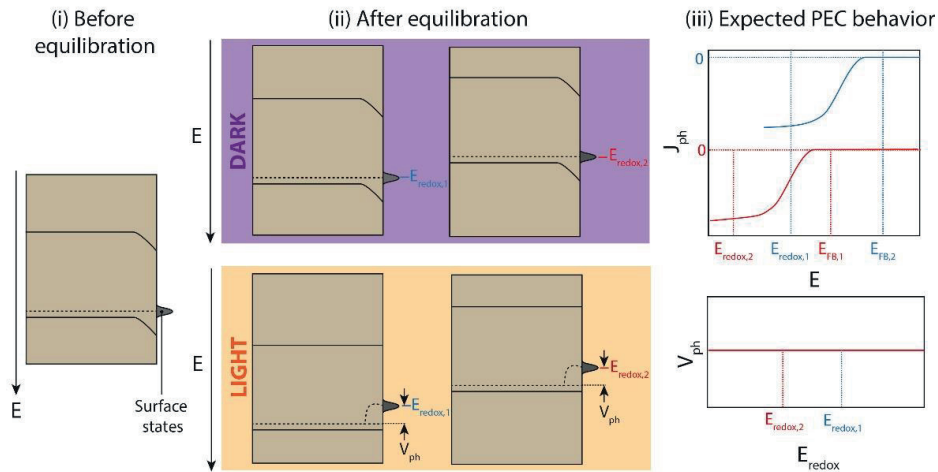 (i) Before
equilibration
E
Surface
states
(ii) After equilibration
E
DARK
E_redox,1
E_redox,2
E
LIGHT
E_redox,1
V_ph
E_redox,2
V_ph
(iii) Expected PEC behavior
J_ph
0
0
E_redox,2
E_redox,1
E_FB,1
E_FB,2
E
V_ph
E_redox,2
E_redox,1
E_redox